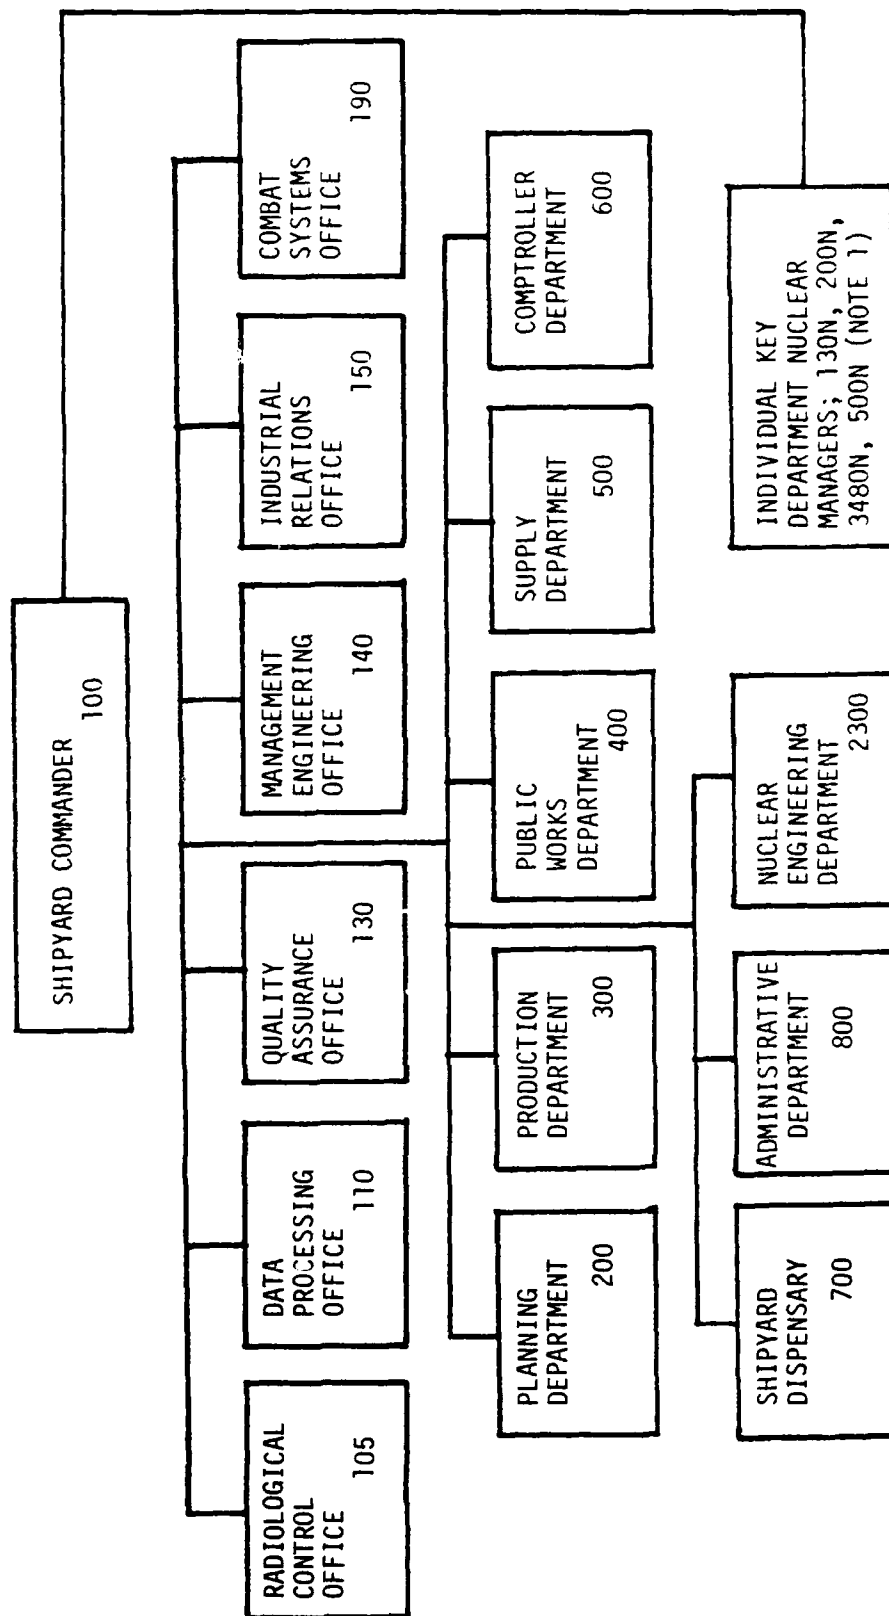 SHIPYARD COMMANDER
100
RADIOLOGICAL
CONTROL
OFFICE
105
DATA
PROCESSING
OFFICE
110
QUALITY
ASSURANCE
OFFICE
130
MANAGEMENT
ENGINEERING
OFFICE
140
INDUSTRIAL
RELATIONS
OFFICE
150
COMBAT
SYSTEMS
OFFICE
190
PLANNING
DEPARTMENT
200
PRODUCTION
DEPARTMENT
300
PUBLIC
WORKS
DEPARTMENT
400
SUPPLY
DEPARTMENT
500
COMPTROLLER
DEPARTMENT
600
SHIPYARD
DISPENSARY
700
ADMINISTRATIVE
DEPARTMENT
800
NUCLEAR
ENGINEERING
DEPARTMENT
2300
INDIVIDUAL KEY
DEPARTMENT NUCLEAR
MANAGERS; 130N, 200N,
3480N, 500N (NOTE 1)